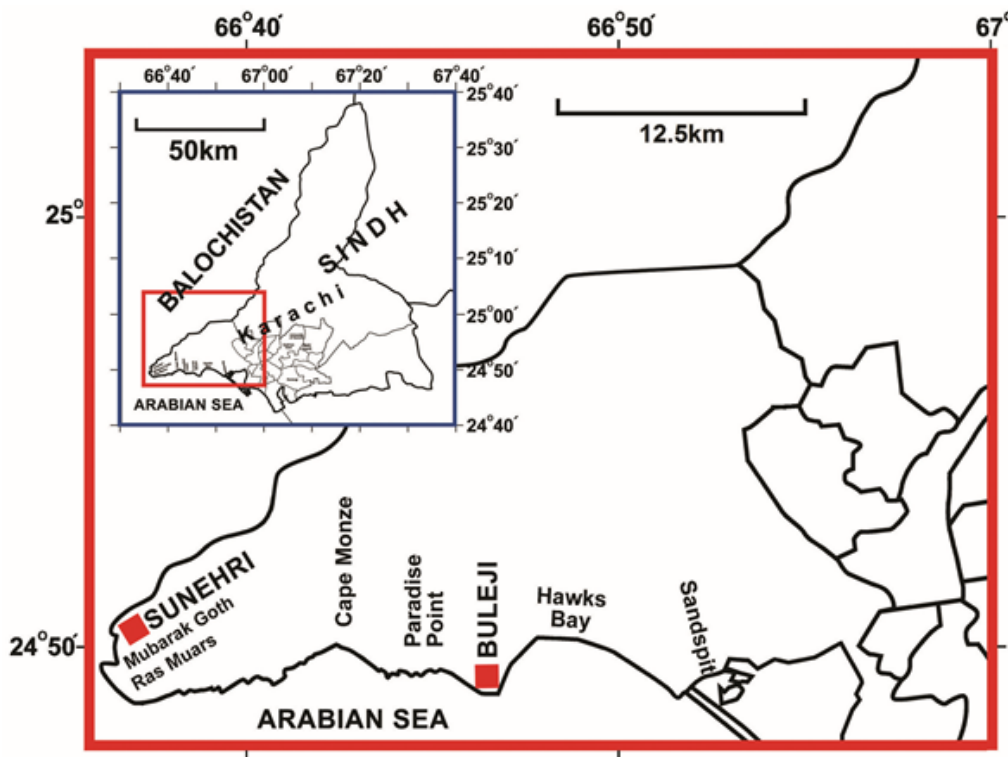 66°40´
66°50´
67°
66°40´
67°00´
67°20´
67°40´
25°40´
25°30´
25°20´
25°10´
25°00´
24°50´
24°40´
50km
12.5km
BALOCHISTAN
SINDH
Karachi
ARABIAN SEA
25°
24°50´
SUNEHRI
Mubarak Goth
Ras Muars
Cape Monze
Paradise
Point
BULEJI
Hawks
Bay
Sandspit
ARABIAN SEA